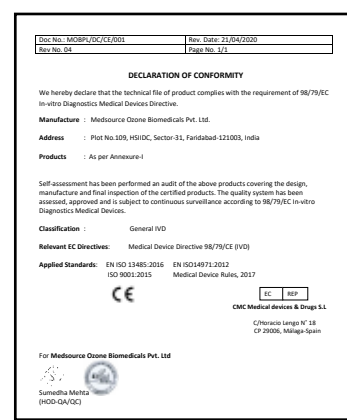 Doc No.: MOBPL/DC/CE/001 Rev. Date: 21/04/2020
Rev No. 04 Page No. 1/1
DECLARATION OF CONFORMITY
We hereby declare that the technical file of product complies with the requirement of 98/79/EC
In-vitro Diagnostics Medical Devices Directive.
Manufacture : Medsource Ozone Biomedicals Pvt. Ltd.
Address : Plot No.109, HSIIDC, Sector-31, Faridabad-121003, India
Products : As per Annexure-I
Self-assessment has been performed an audit of the above products covering the design,
manufacture and final inspection of the certified products. The quality system has been
assessed, approved and is subject to continuous surveillance according to 98/79/EC In-vitro
Diagnostics Medical Devices.
Classification : General IVD
Relevant EC Directives: Medical Device Directive 98/79/CE (IVD)
Applied Standards: EN ISO 13485:2016 EN ISO14971:2012
ISO 9001:2015 Medical Device Rules, 2017
CE
EC REP
CMC Medical devices & Drugs S.L
C/Horacio Lengo N° 18
CP 29006, Málaga-Spain
For Medsource Ozone Biomedicals Pvt. Ltd
Sumedha Mehta
(HOD-QA/QC)